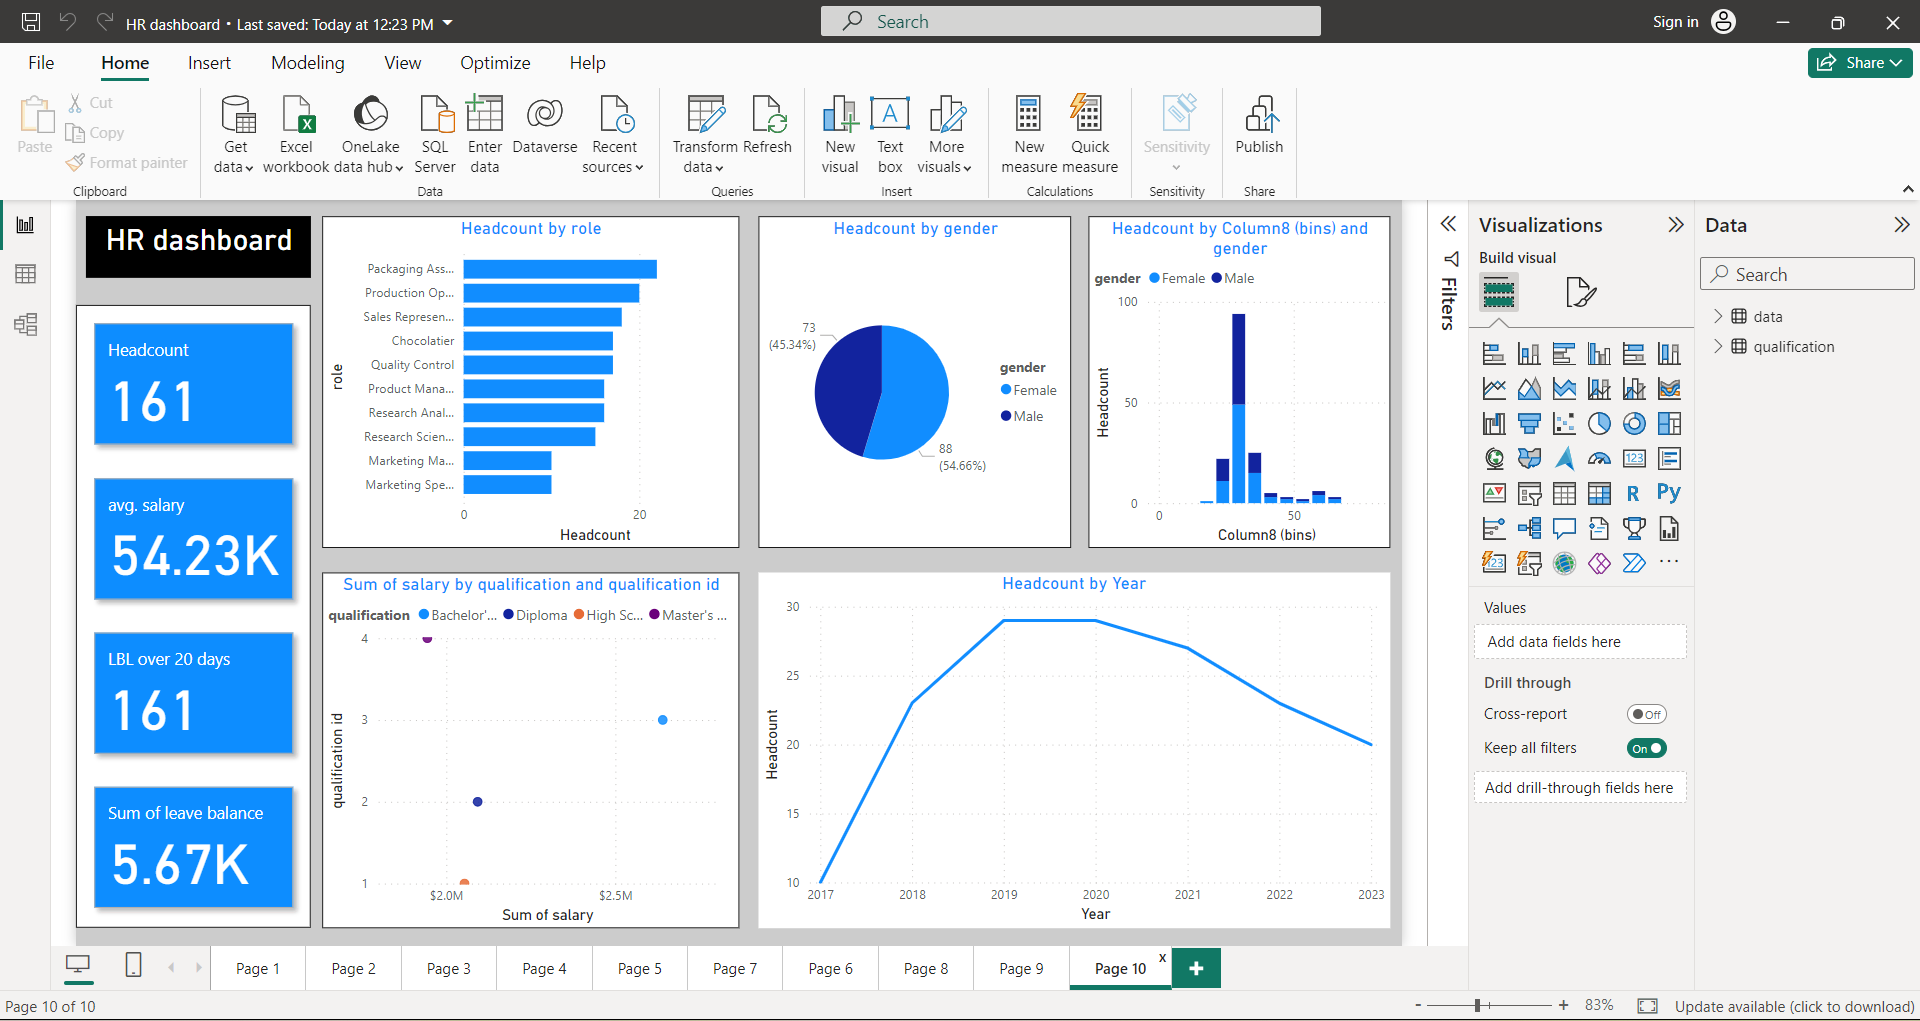 HR dashboard • Last saved: Today at 12:23 PM
Search
Sign in
File
Home
Insert
Modeling
View
Optimize
Help
Share
Paste
Cut
Copy
Format painter
Clipboard
Get
data
Excel
workbook
OneLake
data hub
SQL
Server
Enter
data
Dataverse
Recent
sources
Data
Transform
data
Refresh
Queries
New
visual
Text
box
More
visuals
Insert
New
measure
Quick
measure
Calculations
Sensitivity
Sensitivity
Publish
Share
HR dashboard
Headcount
161
avg. salary
54.23K
LBL over 20 days
161
Sum of leave balance
5.67K
Headcount by role
role
Packaging Ass...
Production Op...
Sales Represen...
Chocolatier
Quality Control
Product Mana...
Research Anal...
Research Scien...
Marketing Ma...
Marketing Spe...
0
20
Headcount
Headcount by gender
73
(45.34%)
88
(54.66%)
gender
Female
Male
Headcount by Column8 (bins) and
gender
gender
Female
Male
Headcount
100
50
0
0
50
Column8 (bins)
Sum of salary by qualification and qualification id
qualification
Bachelor'...
Diploma
High Sc...
Master's ...
qualification id
4
3
2
1
$2.0M
$2.5M
Sum of salary
Headcount by Year
Headcount
30
25
20
15
10
2017
2018
2019
2020
2021
2022
2023
Year
Filters
Visualizations
Build visual
123
R
Py
123
Values
Add data fields here
Drill through
Cross-report
Off
Keep all filters
On
Add drill-through fields here
Data
Search
data
qualification
Page 1
Page 2
Page 3
Page 4
Page 5
Page 7
Page 6
Page 8
Page 9
Page 10
x
+
Page 10 of 10
-
+
83%
Update available (click to download)